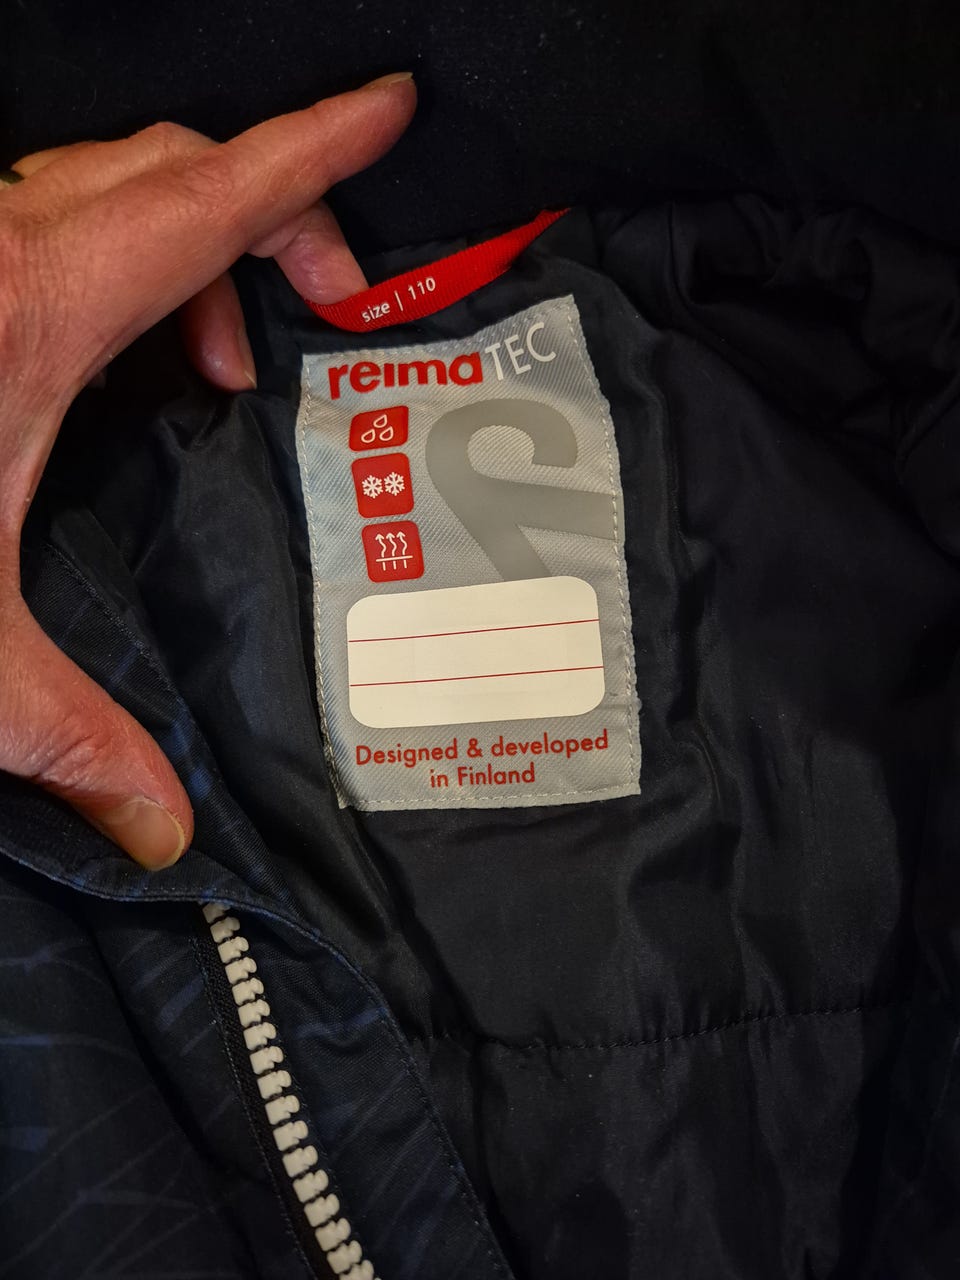 size | 110
reimaTEC
Designed & developed
in Finland